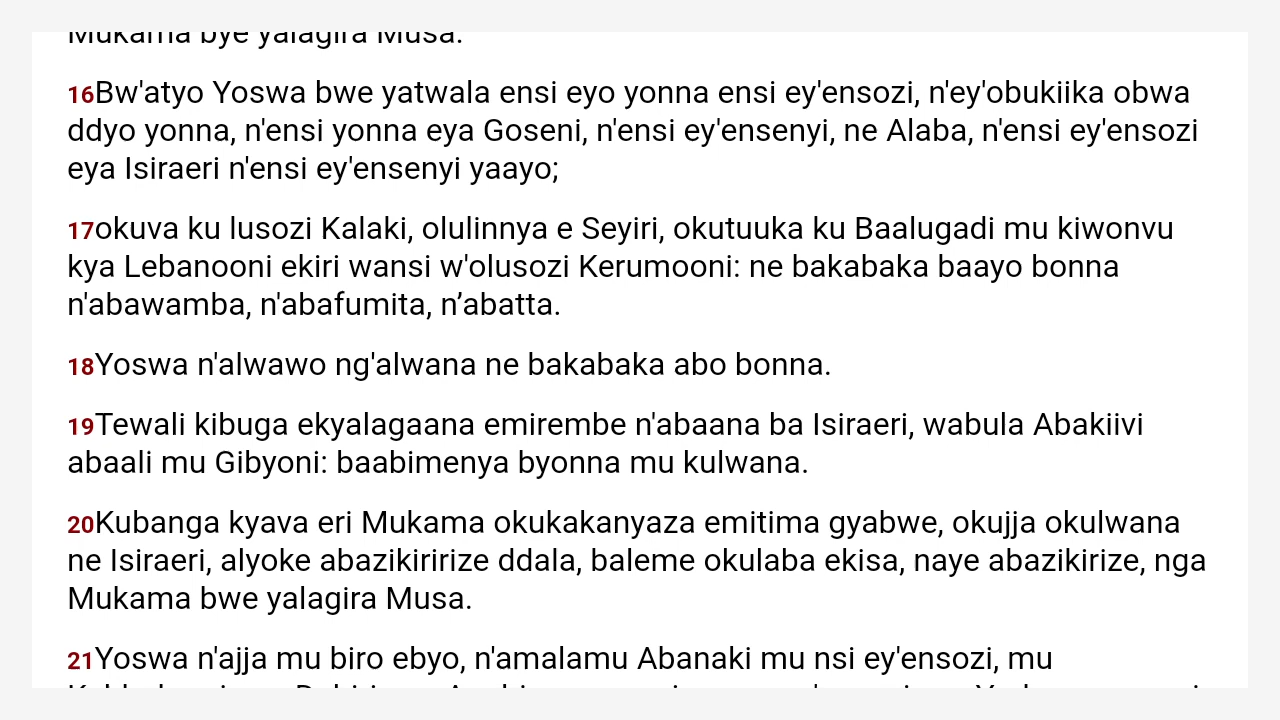 Mukama bye yalagira Musa.
16Bw'atyo Yoswa bwe yatwala ensi eyo yonna ensi ey'ensozi, n'ey'obukiika obwa
ddyo yonna, n'ensi yonna eya Goseni, n'ensi ey'ensenyi, ne Alaba, n'ensi ey'ensozi
eya Isiraeri n'ensi ey'ensenyi yaayo;
17okuva ku lusozi Kalaki, olulinnya e Seyiri, okutuuka ku Baalugadi mu kiwonvu
kya Lebanooni ekiri wansi w'olusozi Kerumooni: ne bakabaka baayo bonna
n'abawamba, n'abafumita, n’abatta.
18Yoswa n'alwawo ng'alwana ne bakabaka abo bonna.
19Tewali kibuga ekyalagaana emirembe n'abaana ba Isiraeri, wabula Abakiivi
abaali mu Gibyoni: baabimenya byonna mu kulwana.
20Kubanga kyava eri Mukama okukakanyaza emitima gyabwe, okujja okulwana
ne Isiraeri, alyoke abazikiririze ddala, baleme okulaba ekisa, naye abazikirize, nga
Mukama bwe yalagira Musa.
21Yoswa n'ajja mu biro ebyo, n'amalamu Abanaki mu nsi ey'ensozi, mu